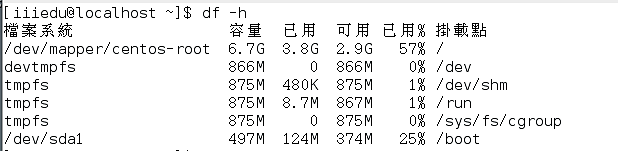 [iiiedu@localhost ~]$ df -h
檔案系統 容量 已用 可用 已用% 掛載點
/dev/mapper/centos-root 6.7G 3.8G 2.9G 57% /
devtmpfs 866M 0 866M 0% /dev
tmpfs 875M 480K 875M 1% /dev/shm
tmpfs 875M 8.7M 867M 1% /run
tmpfs 875M 0 875M 0% /sys/fs/cgroup
/dev/sda1 497M 124M 374M 25% /boot